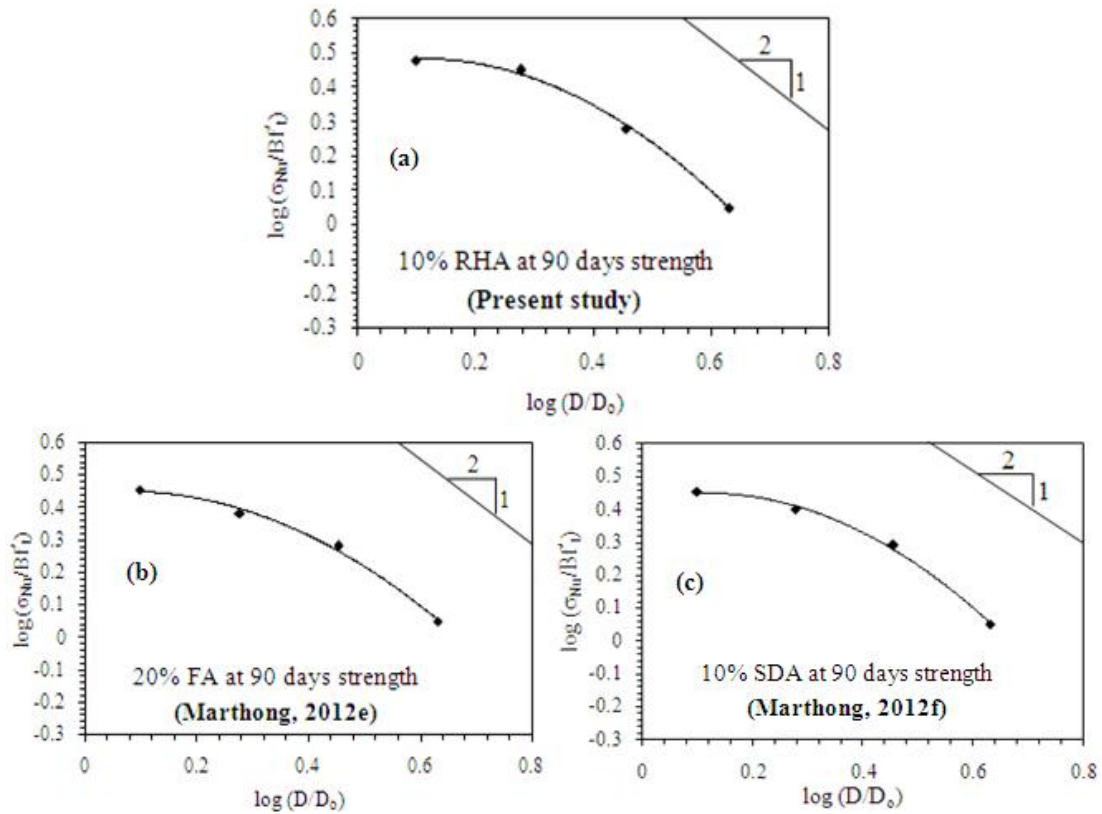 0.6
0.5
0.4
0.3
0.2
0.1
0
-0.1
-0.2
-0.3
log(σNu/Bf'l)
(a)
2
1
10% RHA at 90 days strength
(Present study)
0 0.2 0.4 0.6 0.8
log (D/Do)
0.6
0.5
0.4
0.3
0.2
0.1
0
-0.1
-0.2
-0.3
log(σNu/Bf'l)
(b)
2
1
20% FA at 90 days strength
(Marthong, 2012e)
0 0.2 0.4 0.6 0.8
log (D/Do)
0.6
0.5
0.4
0.3
0.2
0.1
0
-0.1
-0.2
-0.3
log (σNu/Bf'l)
(c)
2
1
10% SDA at 90 days strength
(Marthong, 2012f)
0 0.2 0.4 0.6 0.8
log (D/Do)